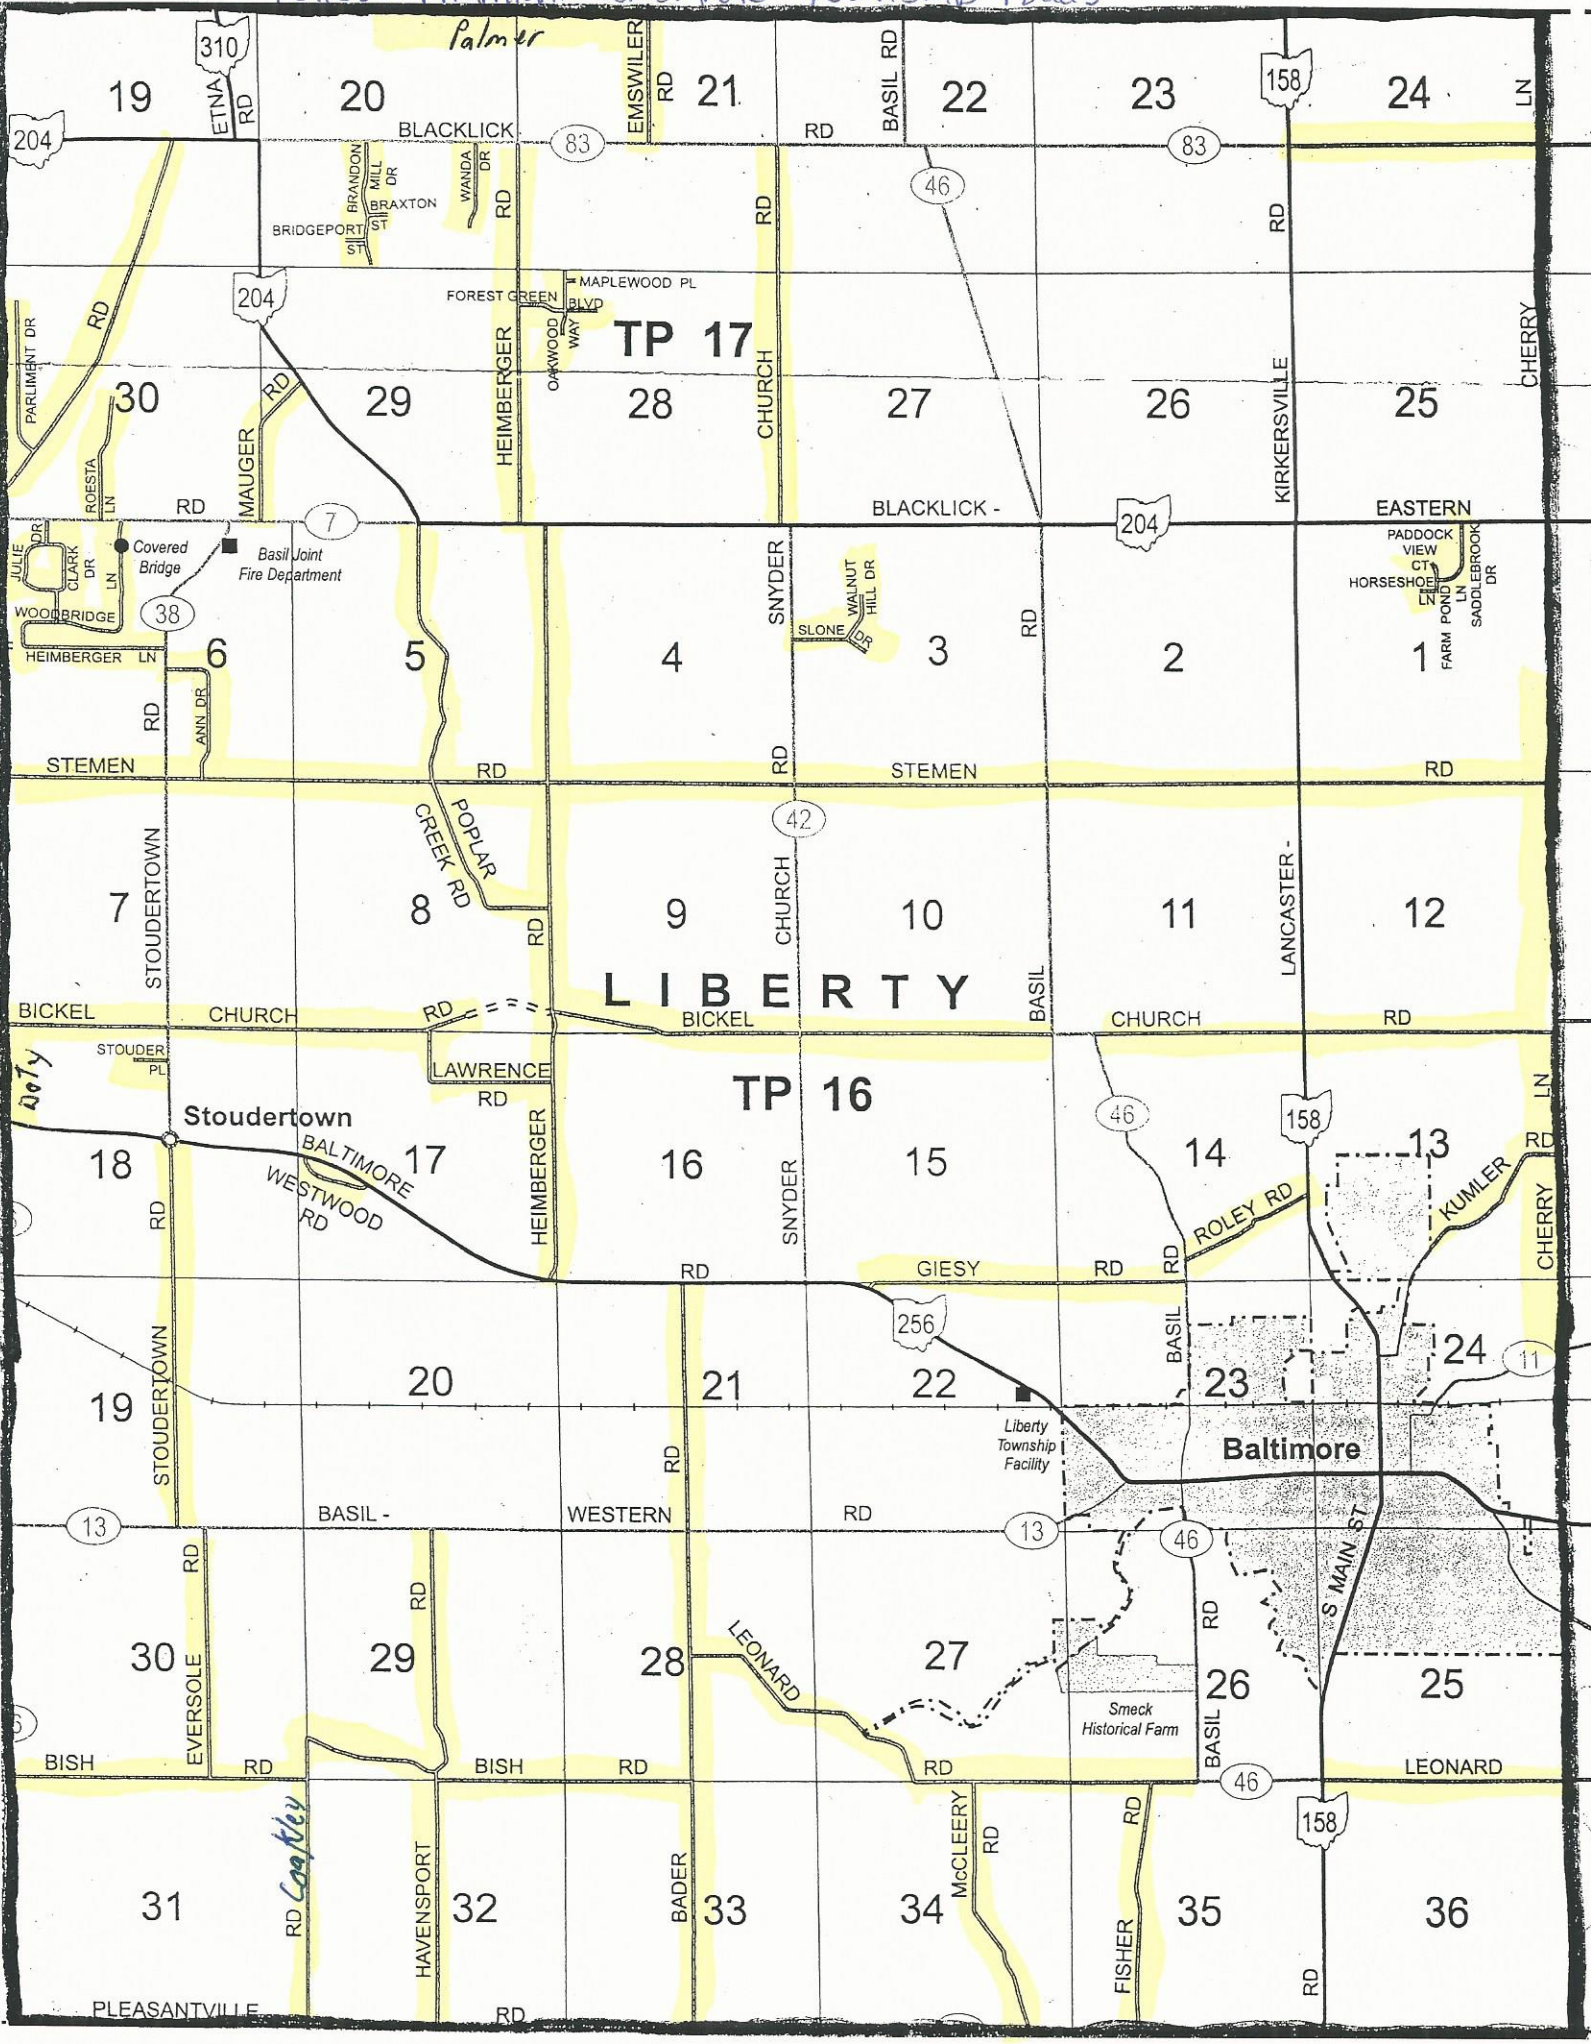 Palmer
310
ETNA RD
EMSWILER RD
BASIL RD
158
LN
19
20
21
22
23
24
204
BLACKLICK
83
RD
83
BRANDON MILL DR
WANDA DR
BRAXTON ST
BRIDGEPORT ST
RD
RD
46
RD
204
MAPLEWOOD PL
FOREST GREEN BLVD
OAKWOOD WAY
TP 17
PARLIMENT DR
RD
HEIMBERGER
CHURCH
KIRKERSVILLE
CHERRY
30
RD
29
28
27
26
25
ROESTA LN
MAUGER
RD
7
BLACKLICK -
204
EASTERN
JULIE DR
CLARK DR
LN
Covered
Bridge
Basil Joint
Fire Department
WOODBRIDGE
38
HEIMBERGER LN
SNYDER
WALNUT HILL DR
SLONE DR
RD
PADDOCK
VIEW
CT
HORSESHOE
LN
FARM POND LN
SADDLEBROOK DR
6
5
4
3
2
1
RD
ANN DR
STEMEN
RD
RD
STEMEN
RD
42
POPLAR
CREEK RD
STOUDERTOWN
CHURCH
LANCASTER -
7
8
RD
9
10
11
12
LIBERTY
BASIL
BICKEL
CHURCH
RD
BICKEL
CHURCH
RD
Doty
STOUDER
PL
LAWRENCE
RD
TP 16
46
158
LN
Stoudertown
BALTIMORE
WESTWOOD
RD
HEIMBERGER
SNYDER
18
17
16
15
14
13
RD
KUMLER
RD
ROLEY RD
RD
CHERRY
RD
GIESY
RD
256
BASIL
STOUDERTOWN
19
20
21
22
23
24
11
Liberty
Township
Facility
Baltimore
RD
13
BASIL -
WESTERN
RD
13
46
S MAIN ST
RD
RD
RD
LEONARD
30
29
28
27
26
25
EVERSOLE
Smeck
Historical Farm
BASIL
BISH
RD
BISH
RD
RD
46
LEONARD
158
RD
Coakley
HAVENSPORT
BADER
McCLEERY
RD
RD
FISHER
31
32
33
34
35
36
RD
PLEASANTVILLE
RD